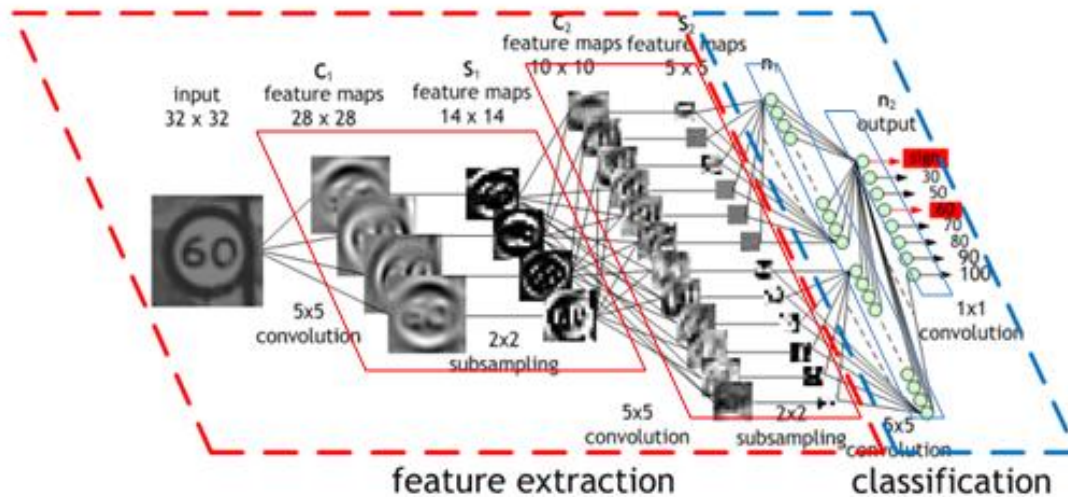 input
32 x 32
C₁
feature maps
28 x 28
S₁
feature maps
14 x 14
C₂
feature maps
10 x 10
S₂
feature maps
5 x 5
n₁
n₂
output
60
sign
30
50
60
70
80
90
100
5x5
convolution
2x2
subsampling
5x5
convolution
2x2
subsampling
5x5
convolution
1x1
convolution
feature extraction
classification